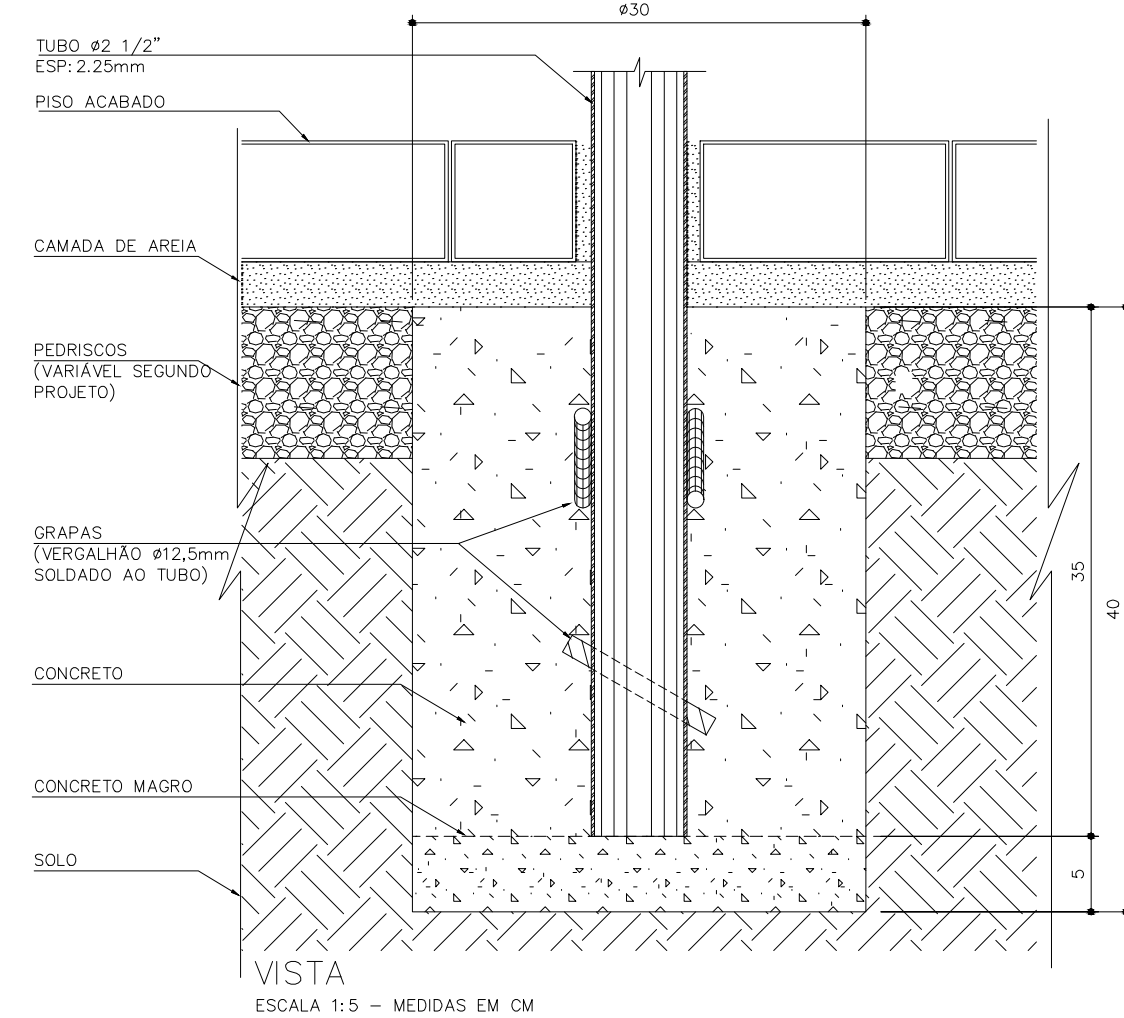 ø30
TUBO ø2 1/2"
ESP: 2.25mm
PISO ACABADO
CAMADA DE AREIA
PEDRISCOS
(VARIÁVEL SEGUNDO
PROJETO)
GRAPAS
(VERGALHÃO ø12,5mm
SOLDADO AO TUBO)
35
40
CONCRETO
CONCRETO MAGRO
SOLO
5
VISTA
ESCALA 1:5 – MEDIDAS EM CM